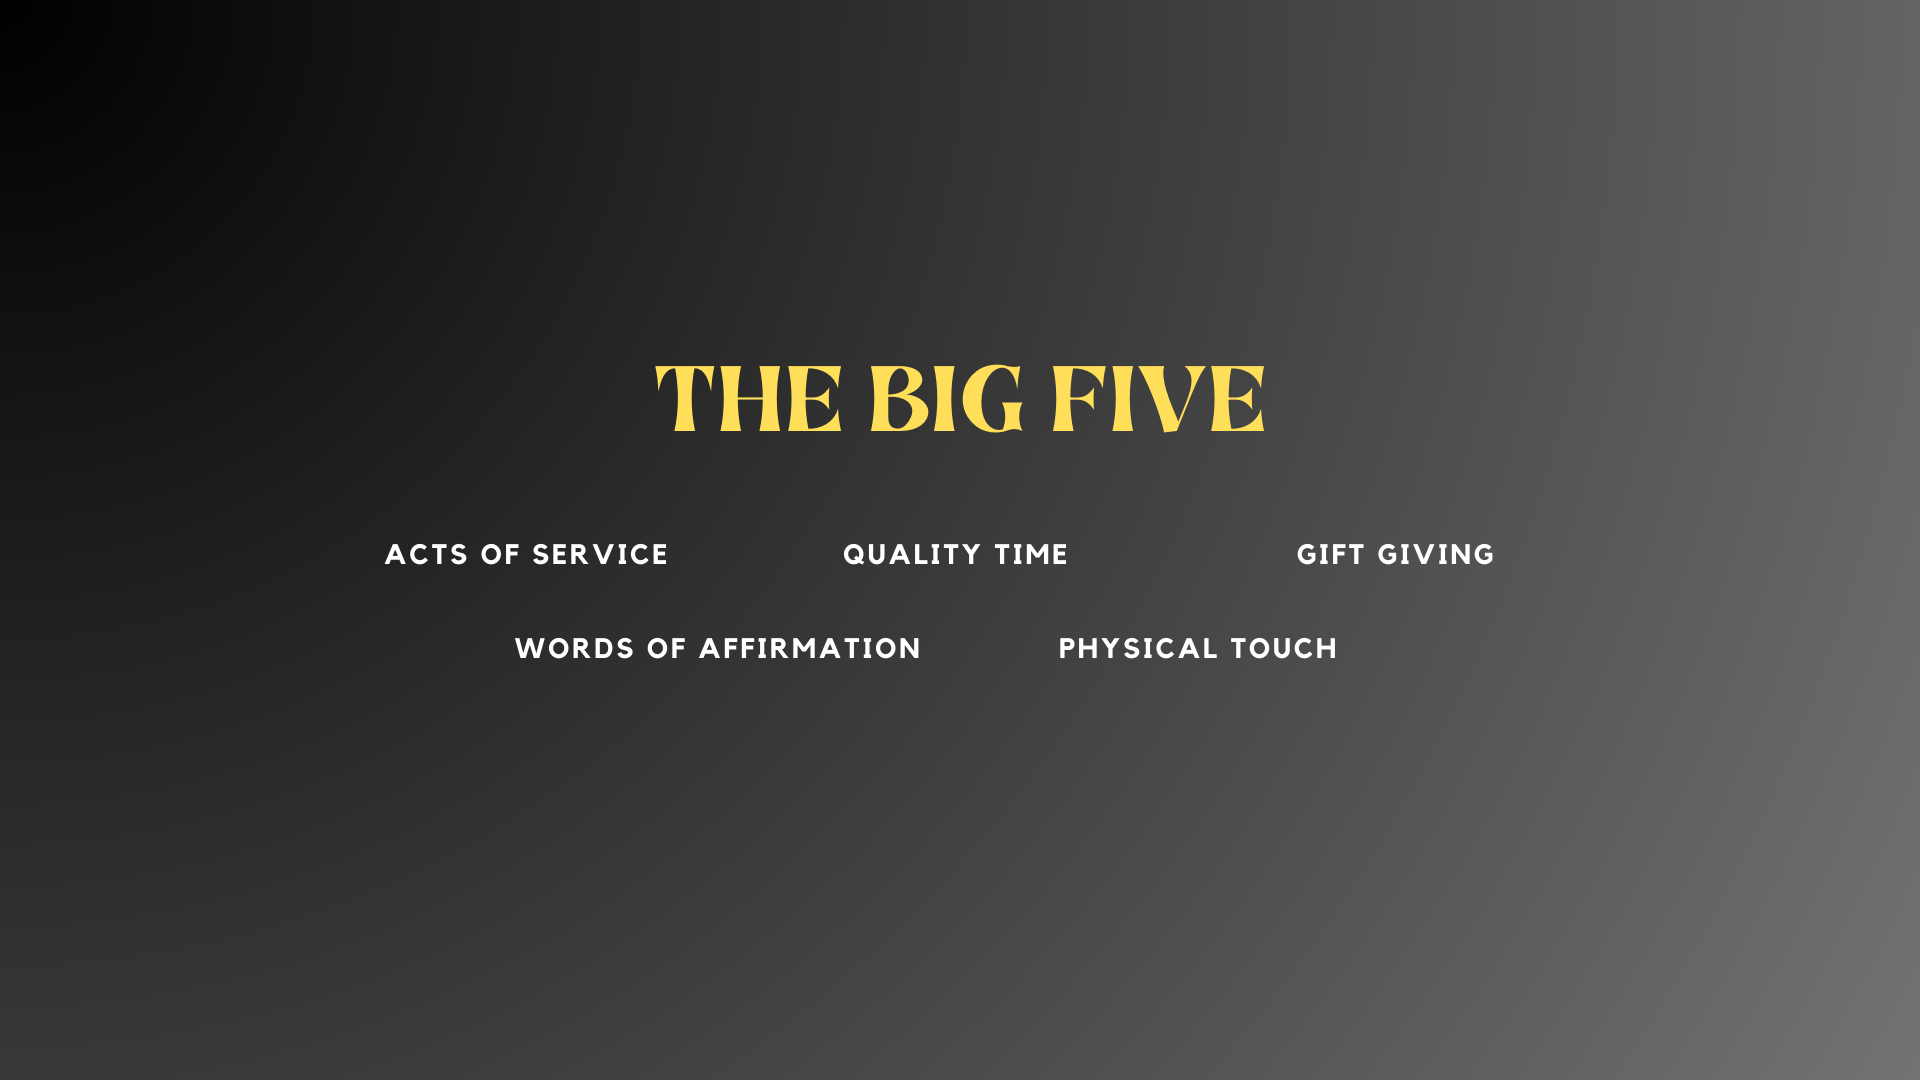 THE BIG FIVE
ACTS OF SERVICE QUALITY TIME GIFT GIVING
WORDS OF AFFIRMATION PHYSICAL TOUCH